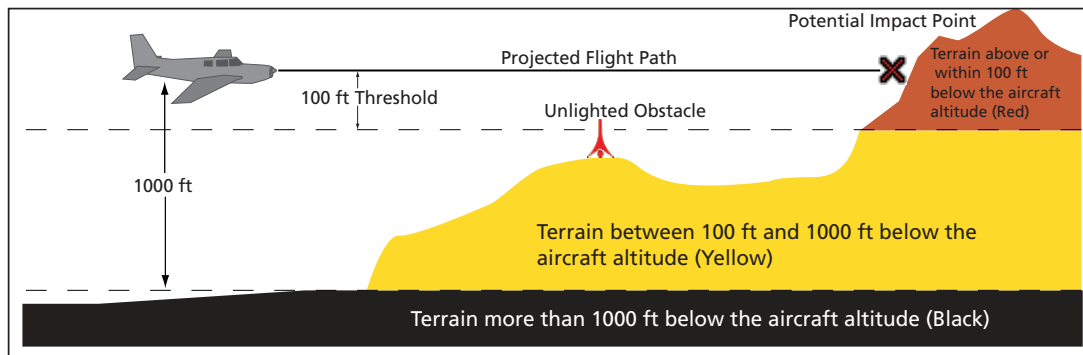 Potential Impact Point
Projected Flight Path
Terrain above or
within 100 ft
below the aircraft
altitude (Red)
100 ft Threshold
Unlighted Obstacle
1000 ft
Terrain between 100 ft and 1000 ft below the
aircraft altitude (Yellow)
Terrain more than 1000 ft below the aircraft altitude (Black)